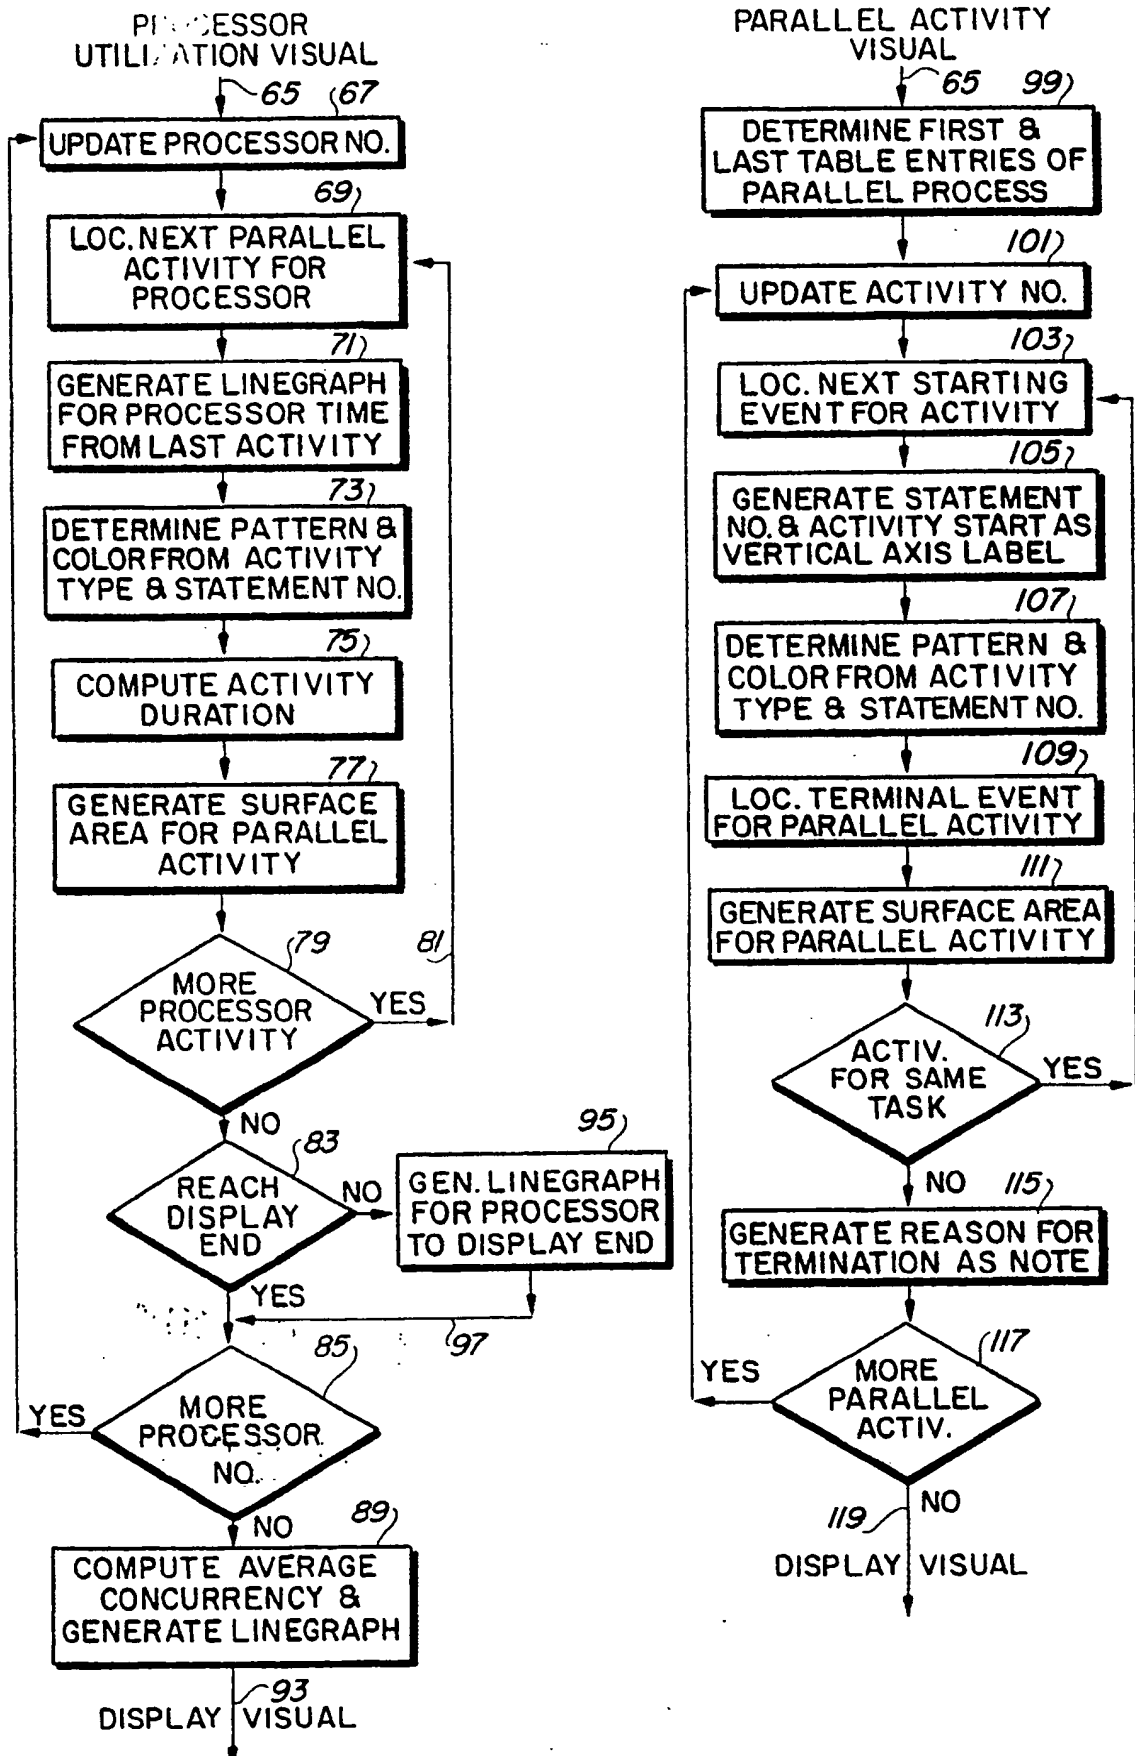 PROCESSOR
UTILIZATION VISUAL
65
67
UPDATE PROCESSOR NO.
69
LOC. NEXT PARALLEL
ACTIVITY FOR
PROCESSOR
71
GENERATE LINEGRAPH
FOR PROCESSOR TIME
FROM LAST ACTIVITY
73
DETERMINE PATTERN &
COLOR FROM ACTIVITY
TYPE & STATEMENT NO.
75
COMPUTE ACTIVITY
DURATION
77
GENERATE SURFACE
AREA FOR PARALLEL
ACTIVITY
79
81
MORE
PROCESSOR
ACTIVITY
YES
NO
83
REACH
DISPLAY
END
NO
95
GEN. LINEGRAPH
FOR PROCESSOR
TO DISPLAY END
YES
97
85
MORE
PROCESSOR
NO.
YES
NO
89
COMPUTE AVERAGE
CONCURRENCY &
GENERATE LINEGRAPH
93
DISPLAY VISUAL
PARALLEL ACTIVITY
VISUAL
65
99
DETERMINE FIRST &
LAST TABLE ENTRIES OF
PARALLEL PROCESS
101
UPDATE ACTIVITY NO.
103
LOC. NEXT STARTING
EVENT FOR ACTIVITY
105
GENERATE STATEMENT
NO. & ACTIVITY START AS
VERTICAL AXIS LABEL
107
DETERMINE PATTERN &
COLOR FROM ACTIVITY
TYPE & STATEMENT NO.
109
LOC. TERMINAL EVENT
FOR PARALLEL ACTIVITY
111
GENERATE SURFACE AREA
FOR PARALLEL ACTIVITY
113
ACTIV.
FOR SAME
TASK
YES
NO
115
GENERATE REASON FOR
TERMINATION AS NOTE
117
MORE
PARALLEL
ACTIV.
YES
NO
119
DISPLAY VISUAL